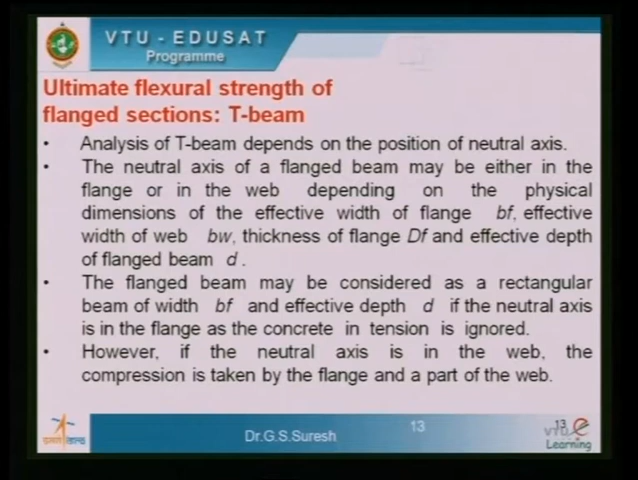 VTU - EDUSAT
Programme
Ultimate flexural strength of
flanged sections: T-beam
• Analysis of T-beam depends on the position of neutral axis.
• The neutral axis of a flanged beam may be either in the
flange or in the web depending on the physical
dimensions of the effective width of flange bf, effective
width of web bw, thickness of flange Df and effective depth
of flanged beam d .
• The flanged beam may be considered as a rectangular
beam of width bf and effective depth d if the neutral axis
is in the flange as the concrete in tension is ignored.
• However, if the neutral axis is in the web, the
compression is taken by the flange and a part of the web.
Dr.G.S.Suresh
13
13
VTU e
Learning